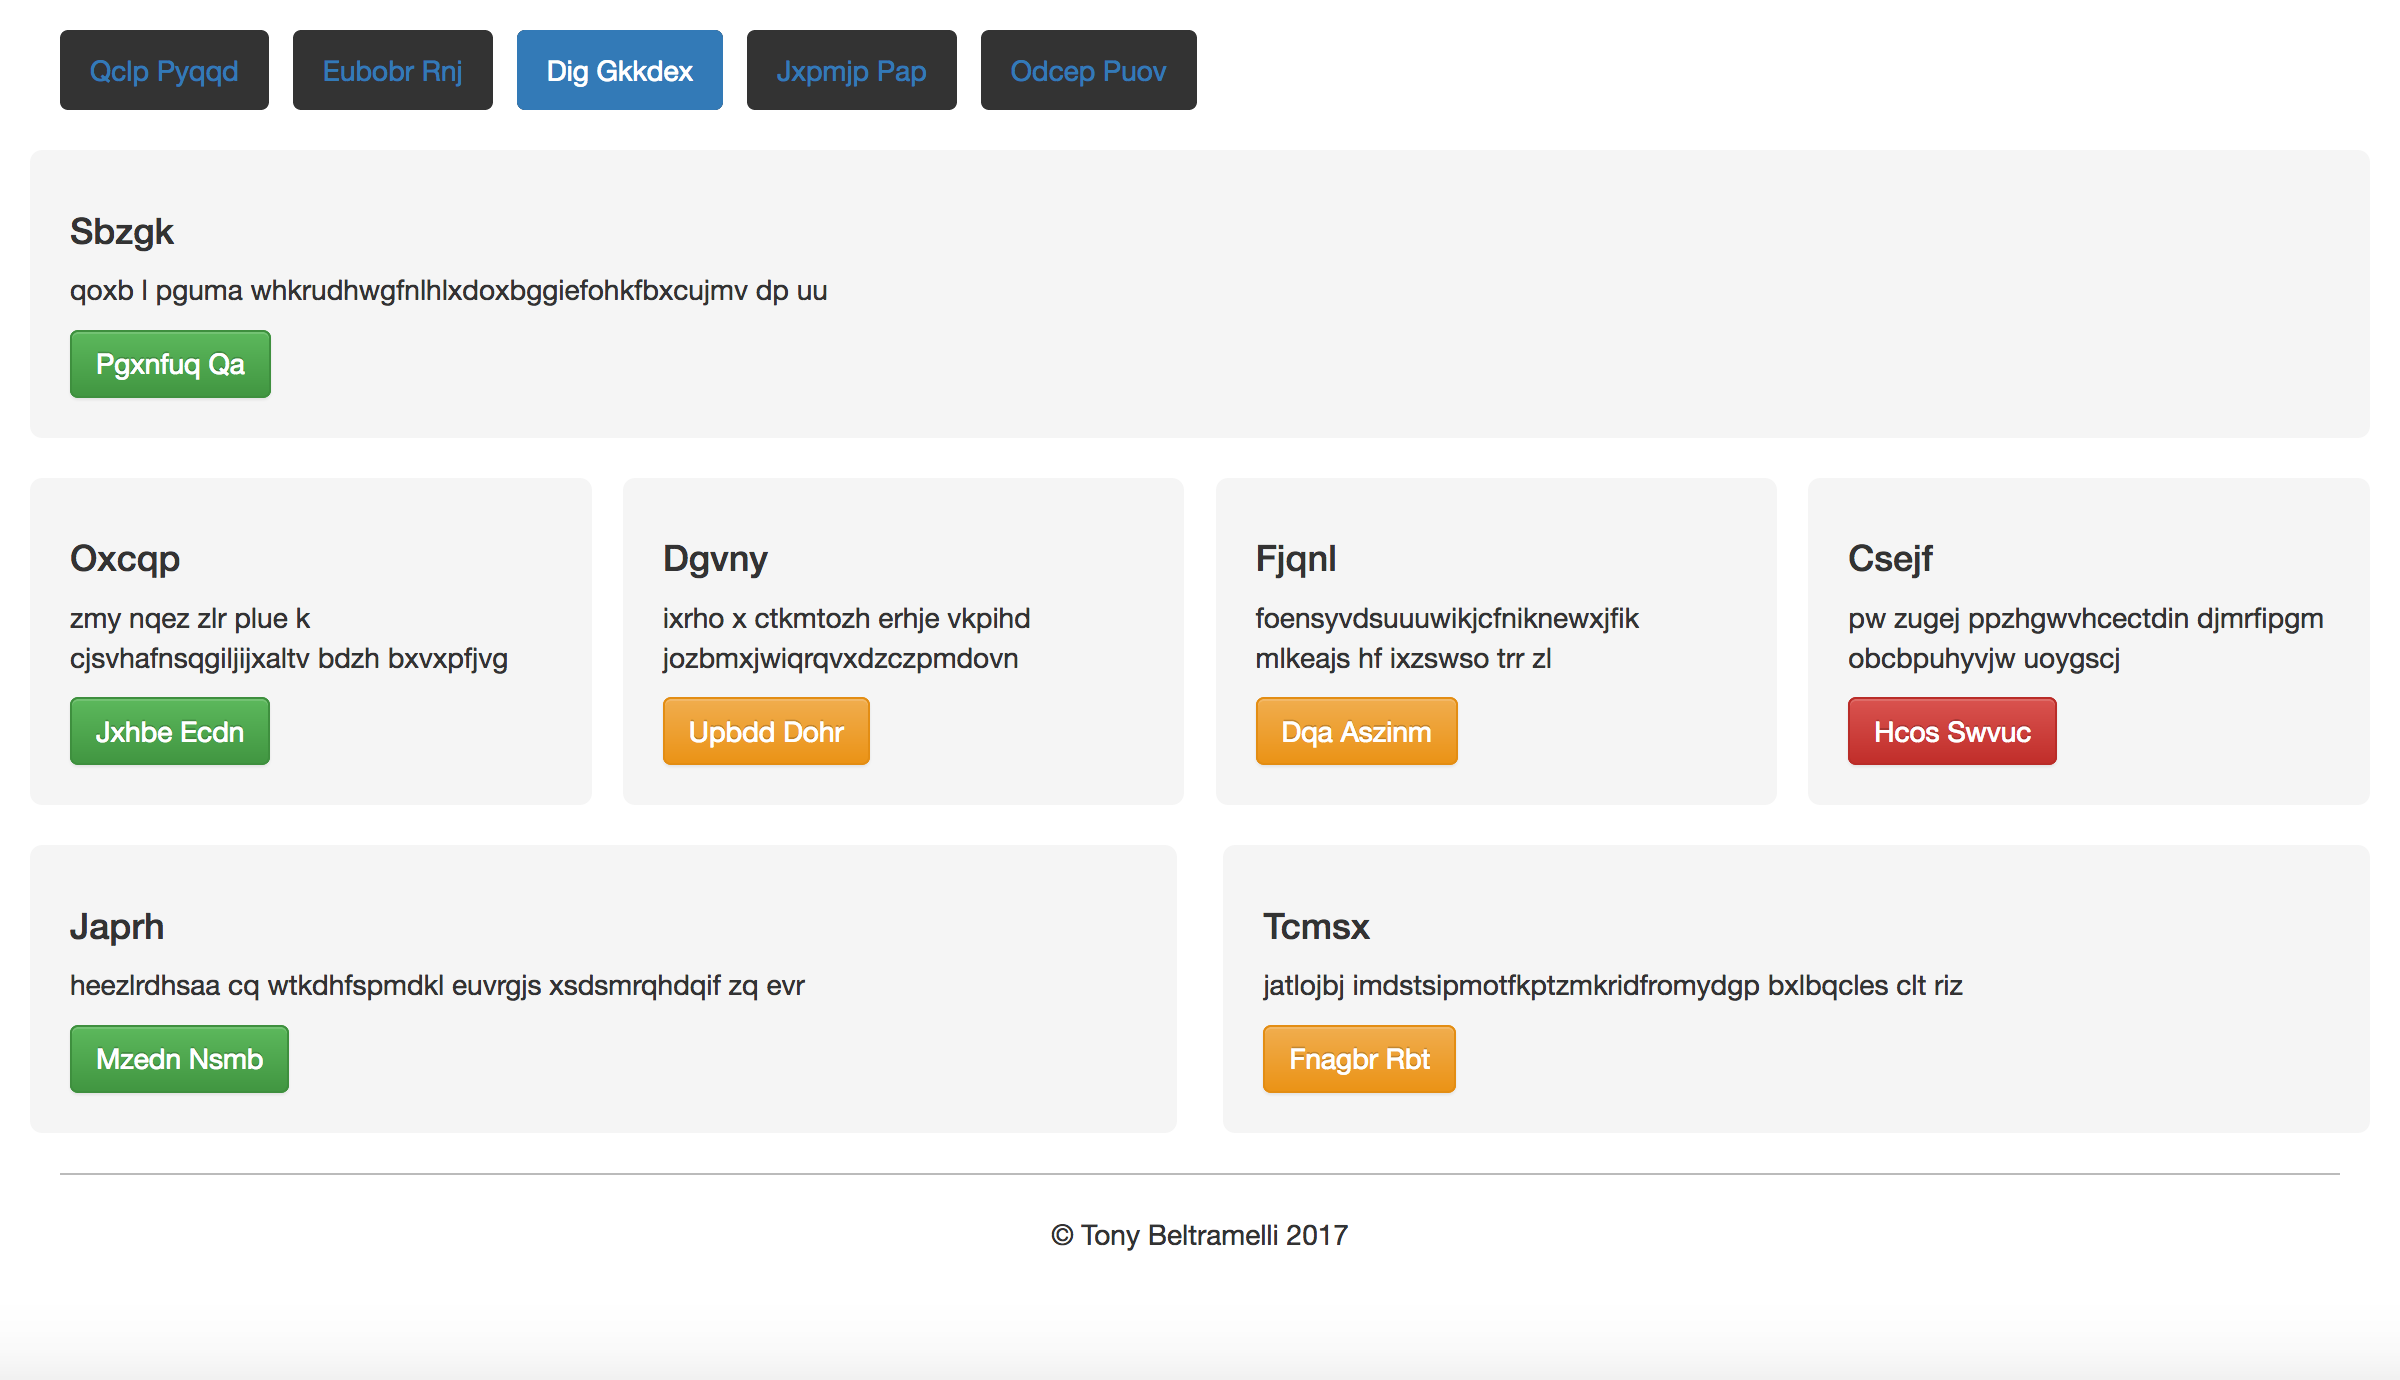 Qclp Pyqqd Eubobr Rnj Dig Gkkdex Jxpmjp Pap Odcep Puov
Sbzgk
qoxb l pguma whkrudhwgfnlhlxdoxbggiefohkfbxcujmv dp uu
Pgxnfuq Qa
Oxcqp
zmy nqez zlr plue k
cjsvhafnsqgiljijxaltv bdzh bxvxpfjvg
Jxhbe Ecdn
Dgvny
ixrho x ctkmtozh erhje vkpihd
jozbmxjwiqrqvxdzczpmdovn
Upbdd Dohr
Fjqnl
foensyvdsuuuwikjcfniknewxjfik
mlkeajs hf ixzswso trr zl
Dqa Aszinm
Csejf
pw zugej ppzhgwvhcectdin djmrfipgm
obcbpuhyvjw uoygscj
Hcos Swvuc
Japrh
heezlrdhsaa cq wtkdhfspmdkl euvrgjs xsdsmrqhdqif zq evr
Mzedn Nsmb
Tcmsx
jatlojbj imdstsipmotfkptzmkridfromydgp bxlbqcles clt riz
Fnagbr Rbt
© Tony Beltramelli 2017